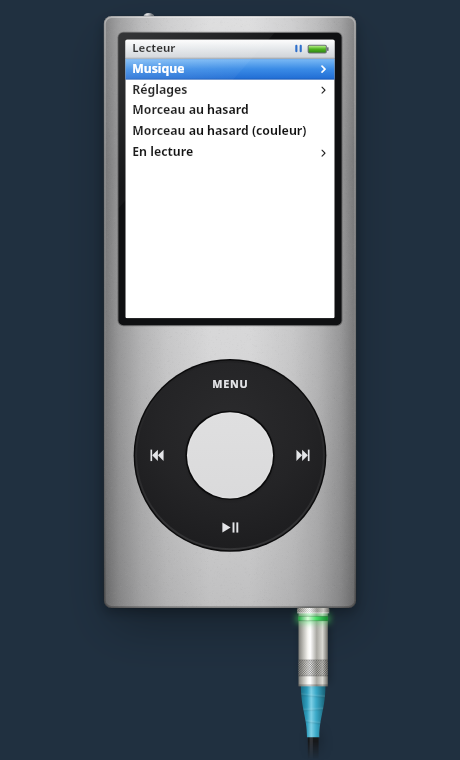 Lecteur
Musique
Réglages
Morceau au hasard
Morceau au hasard (couleur)
En lecture
MENU